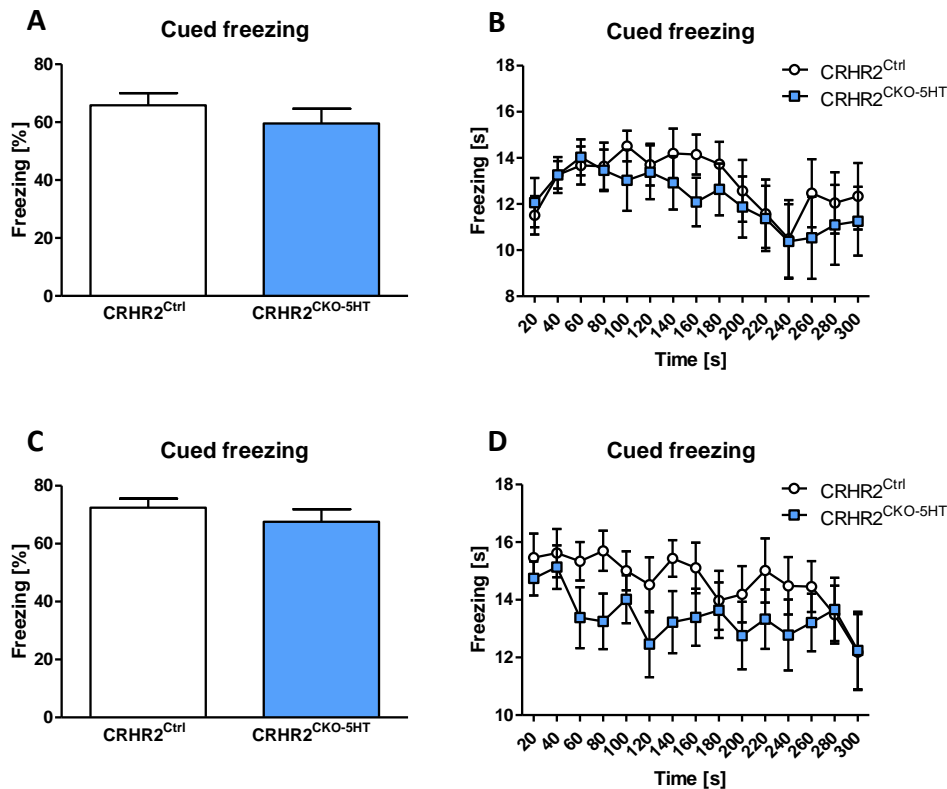 A
Cued freezing
Freezing [%]
80
60
40
20
0
CRHR2Ctrl
CRHR2CKO-5HT
B
Cued freezing
CRHR2Ctrl
CRHR2CKO-5HT
Freezing [s]
18
16
14
12
10
8
20 40 60 80 100 120 140 160 180 200 220 240 260 280 300
Time [s]
C
Cued freezing
Freezing [%]
80
60
40
20
0
CRHR2Ctrl
CRHR2CKO-5HT
D
Cued freezing
CRHR2Ctrl
CRHR2CKO-5HT
Freezing [s]
18
16
14
12
10
20 40 60 80 100 120 140 160 180 200 220 240 260 280 300
Time [s]